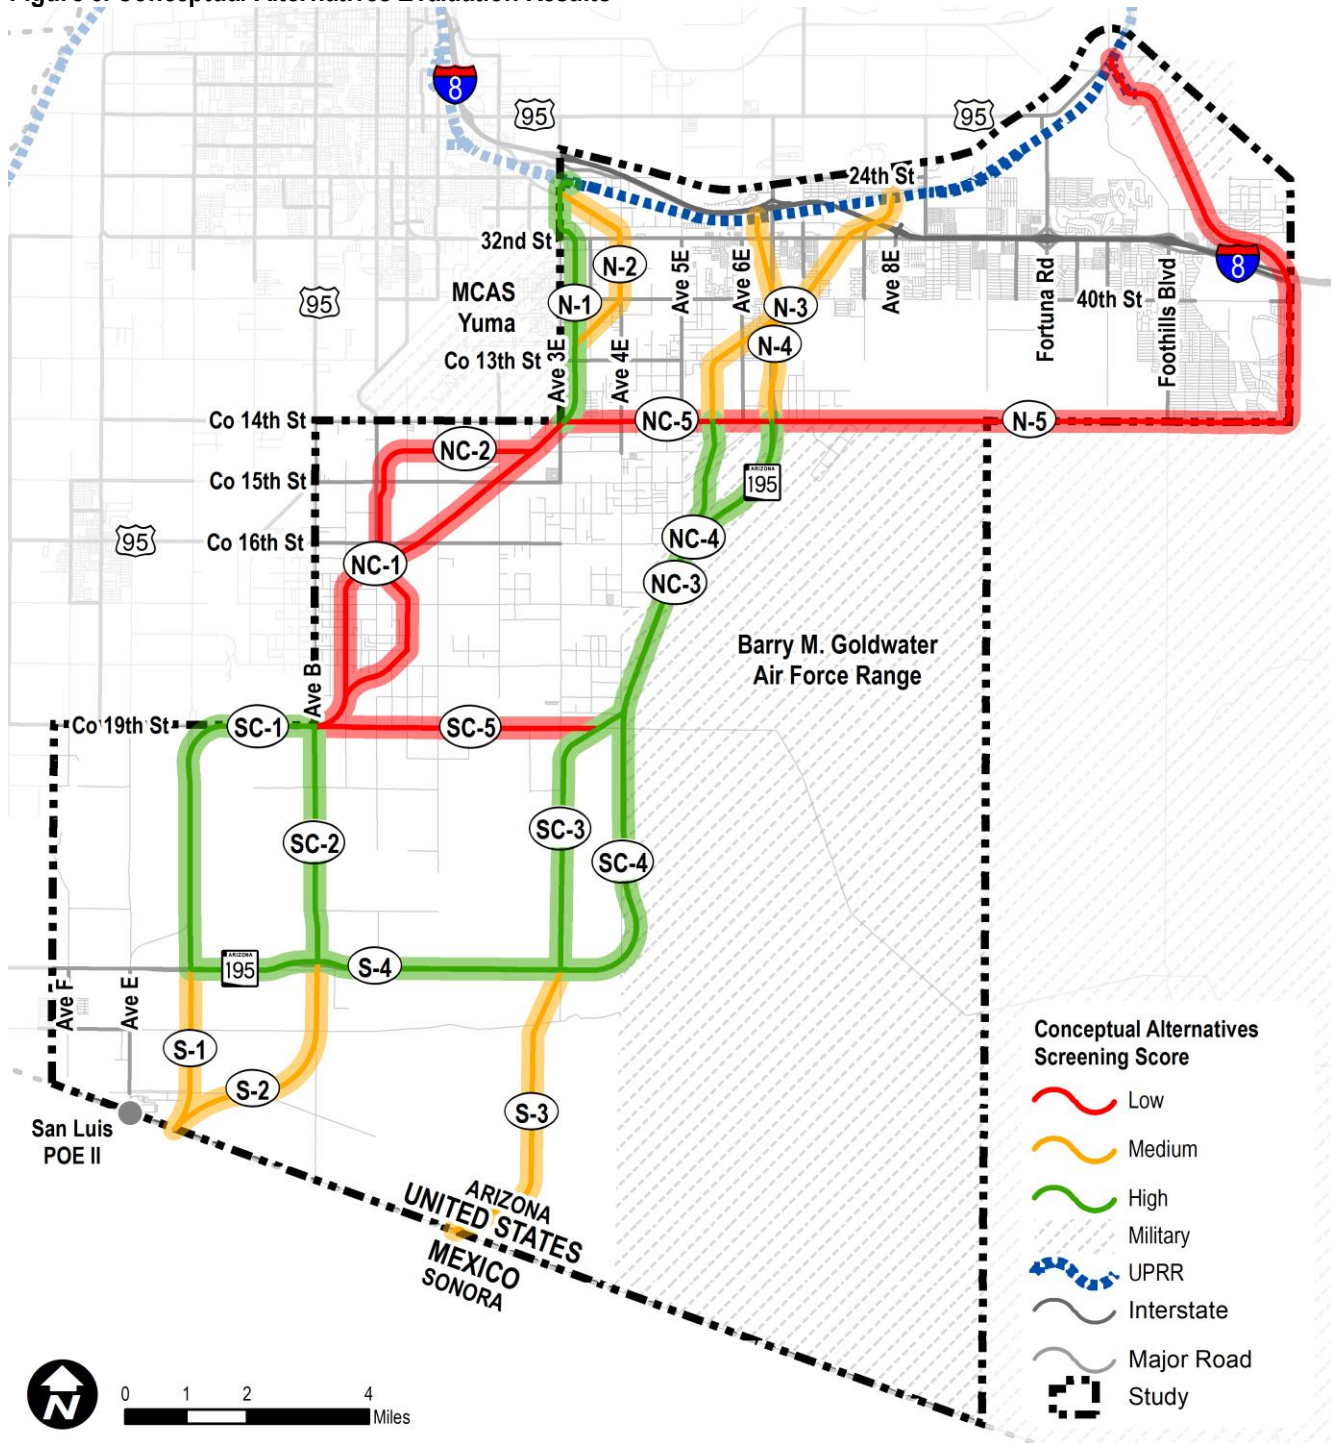 Figure 6. Conceptual Alternatives Evaluation Results
8
95
95
24th St
32nd St
N-2
MCAS
Yuma
95
N-1
Ave 3E
Ave 4E
Ave 5E
Ave 6E
N-3
Ave 8E
Fortuna Rd
40th St
Foothills Blvd
8
N-4
Co 13th St
Co 14th St
NC-5
N-5
NC-2
Co 15th St
ARIZONA
195
95
Co 16th St
NC-4
NC-1
NC-3
Barry M. Goldwater
Air Force Range
Ave B
Co 19th St
SC-1
SC-5
SC-2
SC-3
SC-4
ARIZONA
195
S-4
Ave F
Ave E
S-1
S-2
S-3
San Luis
POE II
ARIZONA
UNITED STATES
MEXICO
SONORA
Conceptual Alternatives
Screening Score
Low
Medium
High
Military
UPRR
Interstate
Major Road
Study
N
0 1 2 4
Miles